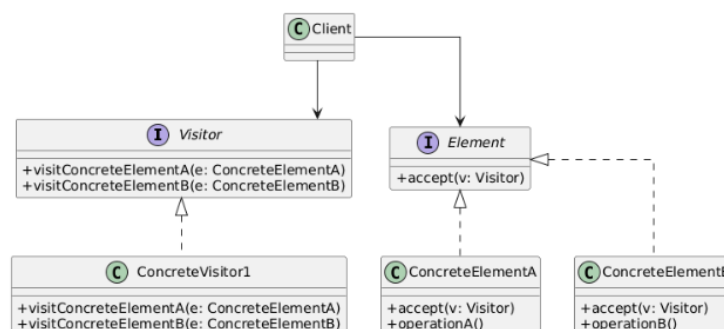 C Client
I Visitor
+visitConcreteElementA(e: ConcreteElementA)
+visitConcreteElementB(e: ConcreteElementB)
I Element
+accept(v: Visitor)
C ConcreteVisitor1
+visitConcreteElementA(e: ConcreteElementA)
+visitConcreteElementB(e: ConcreteElementB)
C ConcreteElementA
+accept(v: Visitor)
+operationA()
C ConcreteElementB
+accept(v: Visitor)
+operationB()